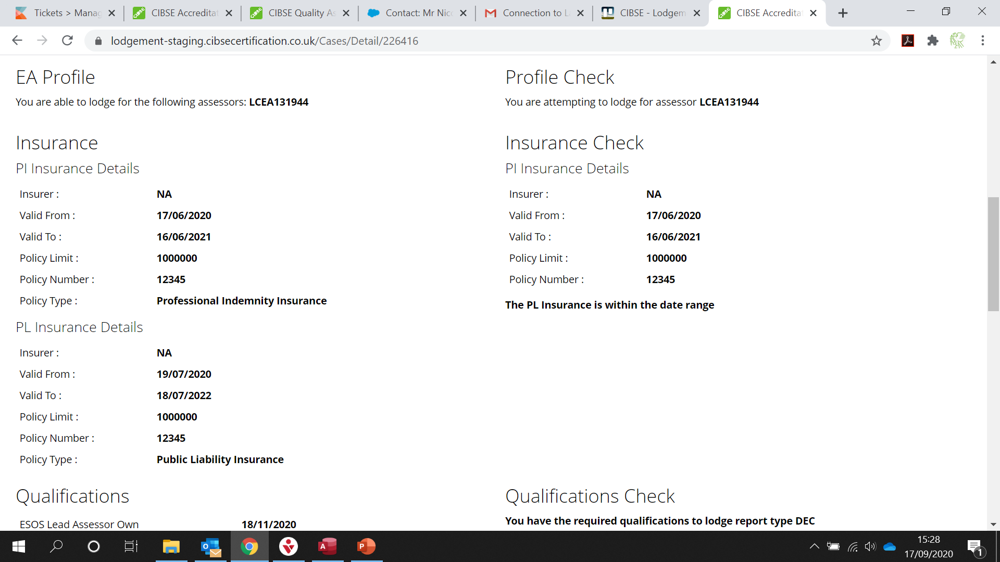 Tickets > Manag
CIBSE Accreditat
CIBSE Quality As
Contact: Mr Nico
Connection to La
CIBSE - Lodgem
CIBSE Accreditat
lodgement-staging.cibsecertification.co.uk/Cases/Detail/226416
EA Profile
You are able to lodge for the following assessors: LCEA131944
Profile Check
You are attempting to lodge for assessor LCEA131944
Insurance
PI Insurance Details
Insurer : NA
Valid From : 17/06/2020
Valid To : 16/06/2021
Policy Limit : 1000000
Policy Number : 12345
Policy Type : Professional Indemnity Insurance
PL Insurance Details
Insurer : NA
Valid From : 19/07/2020
Valid To : 18/07/2022
Policy Limit : 1000000
Policy Number : 12345
Policy Type : Public Liability Insurance
Insurance Check
PI Insurance Details
Insurer : NA
Valid From : 17/06/2020
Valid To : 16/06/2021
Policy Limit : 1000000
Policy Number : 12345
The PL Insurance is within the date range
Qualifications
ESOS Lead Assessor Own 18/11/2020
Qualifications Check
You have the required qualifications to lodge report type DEC
15:28
17/09/2020
1